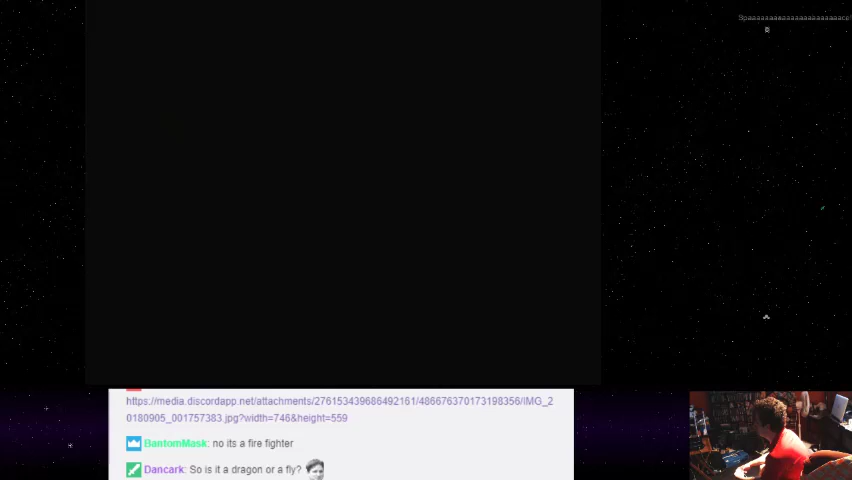 Spaaaaaaaaaaaaaaaaaaaaace!
https://media.discordapp.net/attachments/276153439686492161/486676370173198356/IMG_2
0180905_001757383.jpg?width=746&height=559
BantomMask: no its a fire fighter
Dancark: So is it a dragon or a fly?